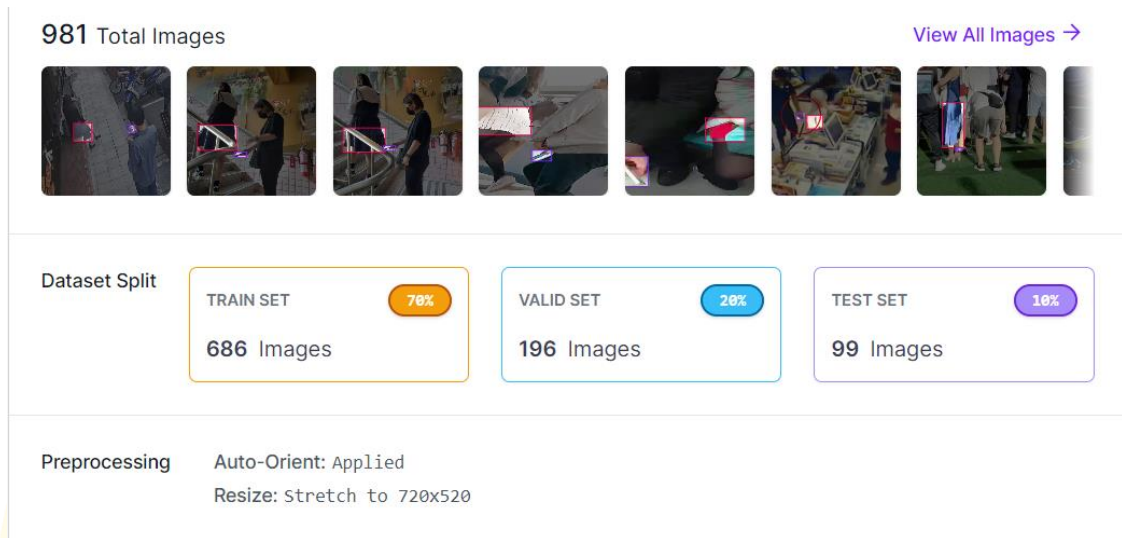 981 Total Images
View All Images →
Dataset Split
TRAIN SET 70%
686 Images
VALID SET 20%
196 Images
TEST SET 10%
99 Images
Preprocessing
Auto-Orient: Applied
Resize: Stretch to 720x520